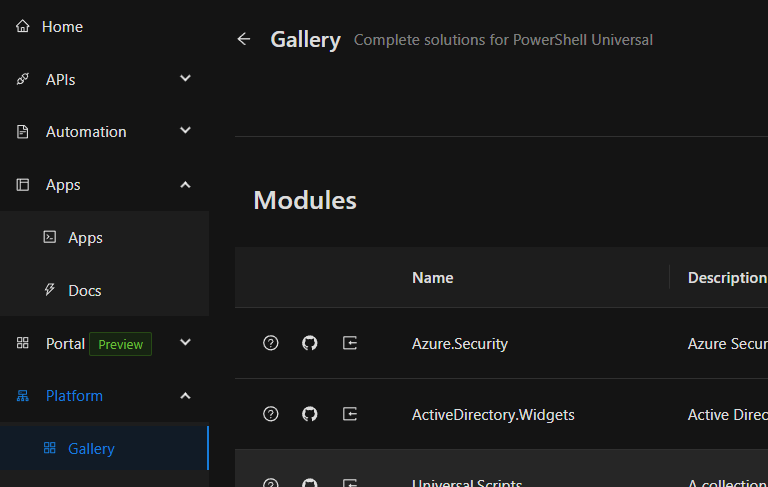 Home
APIs
Automation
Apps
Apps
Docs
Portal Preview
Platform
Gallery
Gallery Complete solutions for PowerShell Universal
Modules
Name Description
Azure.Security Azure Secur
ActiveDirectory.Widgets Active Direc
Universal.Scripts A collection